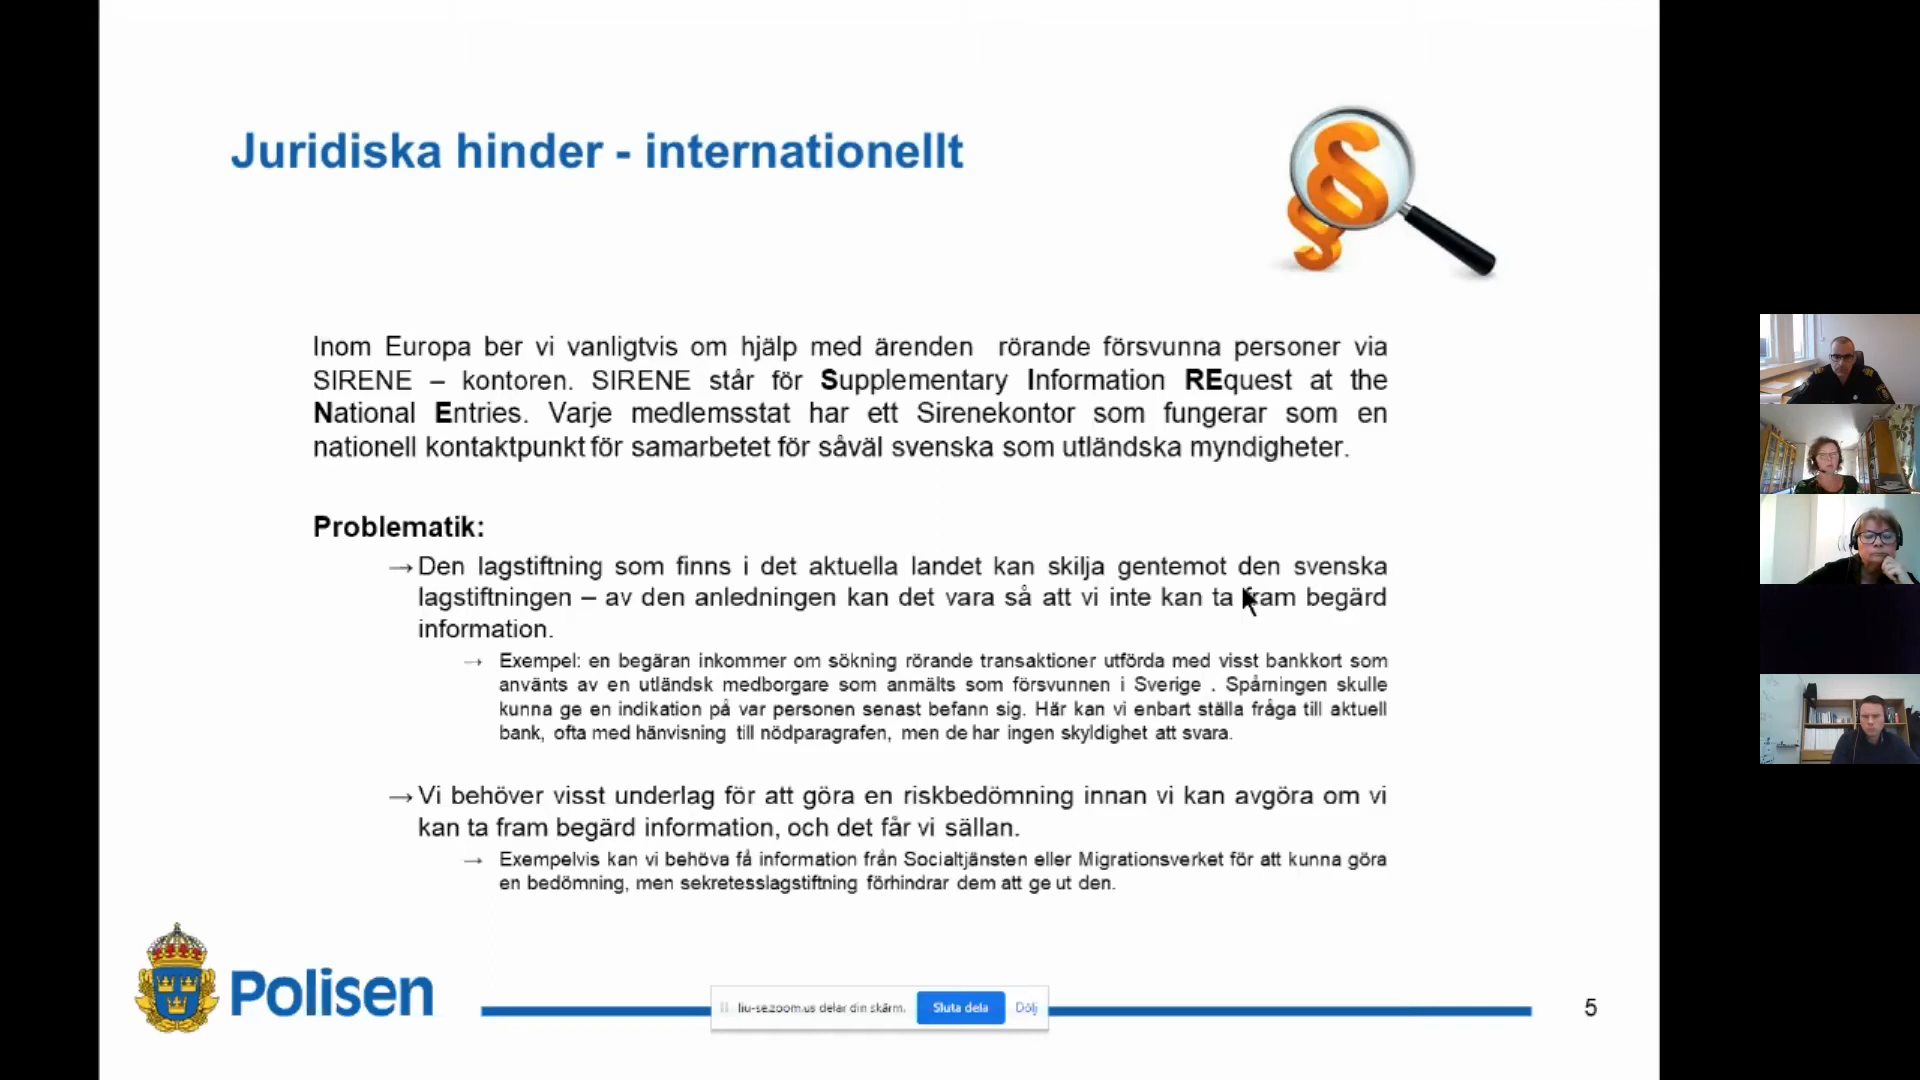 Juridiska hinder - internationellt
Inom Europa ber vi vanligtvis om hjälp med ärenden rörande försvunna personer via
SIRENE – kontoren. SIRENE står för Supplementary Information REquest at the
National Entries. Varje medlemsstat har ett Sirenekontor som fungerar som en
nationell kontaktpunkt för samarbetet för såväl svenska som utländska myndigheter.
Problematik:
→ Den lagstiftning som finns i det aktuella landet kan skilja gentemot den svenska
lagstiftningen – av den anledningen kan det vara så att vi inte kan ta fram begärd
information.
→ Exempel: en begäran inkommer om sökning rörande transaktioner utförda med visst bankkort som
använts av en utländsk medborgare som anmälts som försvunnen i Sverige . Spårningen skulle
kunna ge en indikation på var personen senast befann sig. Här kan vi enbart ställa fråga till aktuell
bank, ofta med hänvisning till nödparagrafen, men de har ingen skyldighet att svara.
→ Vi behöver visst underlag för att göra en riskbedömning innan vi kan avgöra om vi
kan ta fram begärd information, och det får vi sällan.
→ Exempelvis kan vi behöva få information från Socialtjänsten eller Migrationsverket för att kunna göra
en bedömning, men sekretesslagstiftning förhindrar dem att ge ut den.
Polisen
liu-se.zoom.us delar din skärm. Sluta dela Dölj
5